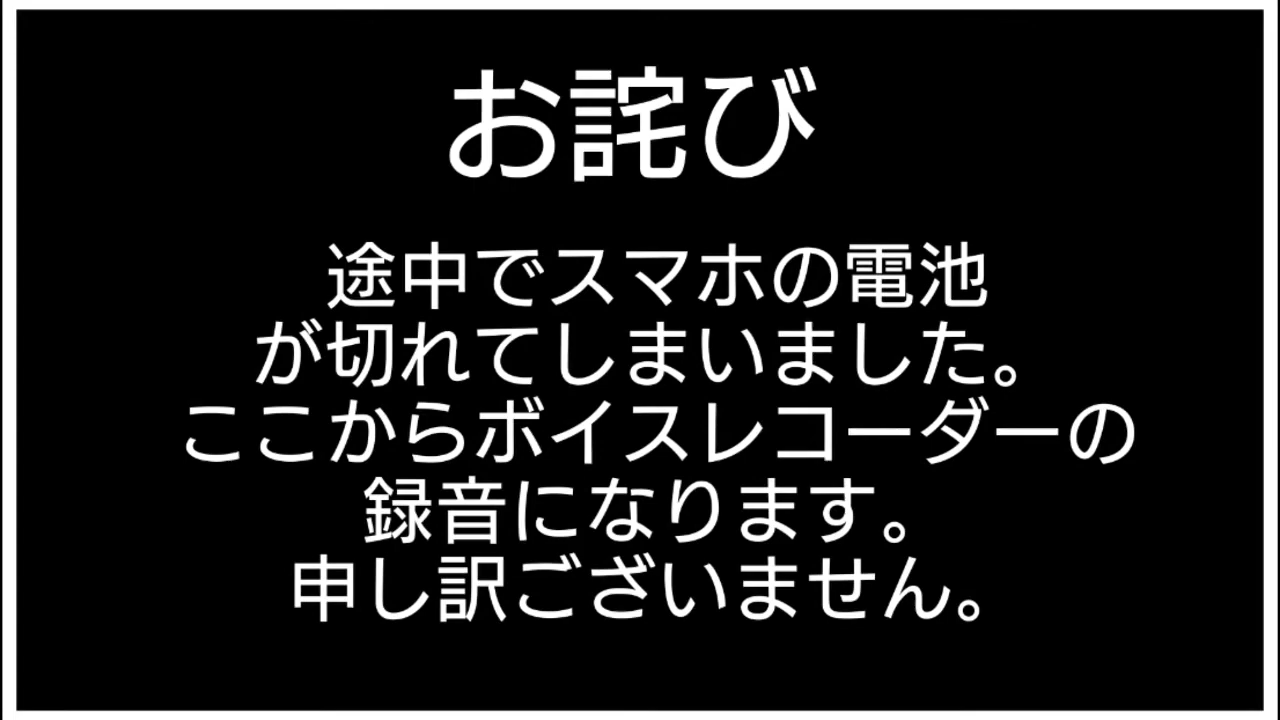 お詫び
途中でスマホの電池
が切れてしまいました。
ここからボイスレコーダーの
録音になります。
申し訳ございません。